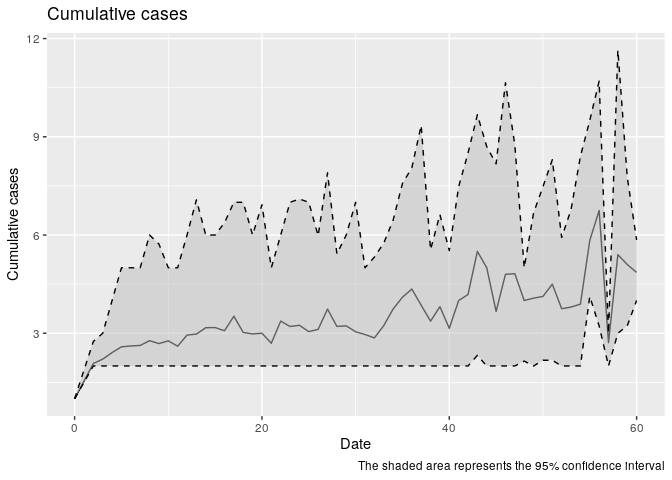 Cumulative cases
12
9
6
3
Cumulative cases
0
20
40
60
Date
The shaded area represents the 95% confidence interval